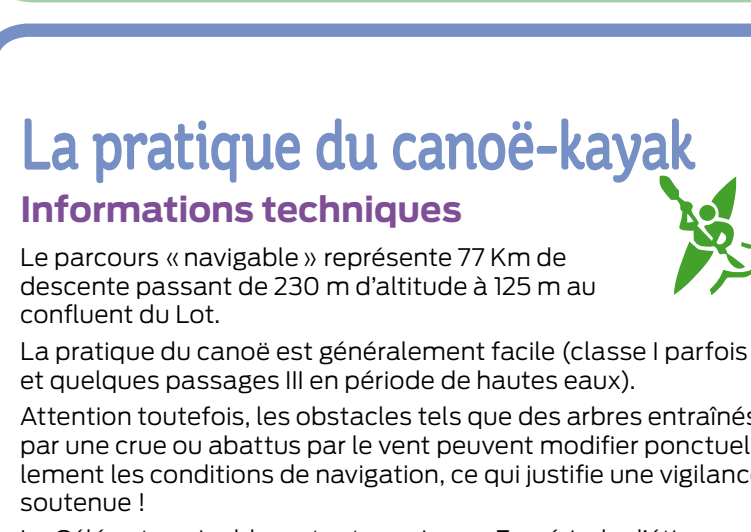 La pratique du canoë-kayak
Informations techniques
Le parcours « navigable » représente 77 Km de
descente passant de 230 m d’altitude à 125 m au
confluent du Lot.
La pratique du canoë est généralement facile (classe I parfois
et quelques passages III en période de hautes eaux).
Attention toutefois, les obstacles tels que des arbres entraînés
par une crue ou abattus par le vent peuvent modifier ponctuel
lement les conditions de navigation, ce qui justifie une vigilance
soutenue !